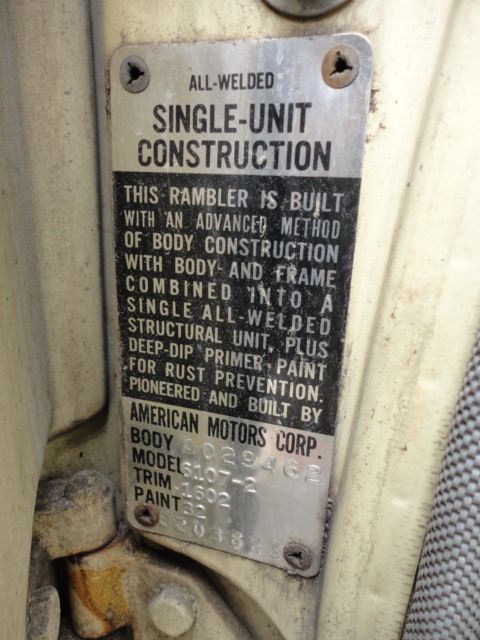 ALL-WELDED
SINGLE-UNIT
CONSTRUCTION
THIS RAMBLER IS BUILT
WITH AN ADVANCED METHOD
OF BODY CONSTRUCTION
WITH BODY AND FRAME
COMBINED INTO A
SINGLE ALL-WELDED
STRUCTURAL UNIT, PLUS
DEEP-DIP PRIMER PAINT
FOR RUST PREVENTION.
PIONEERED AND BUILT BY
AMERICAN MOTORS CORP.
BODY A029462
MODEL 6107-2
TRIM 1602
PAINT 32